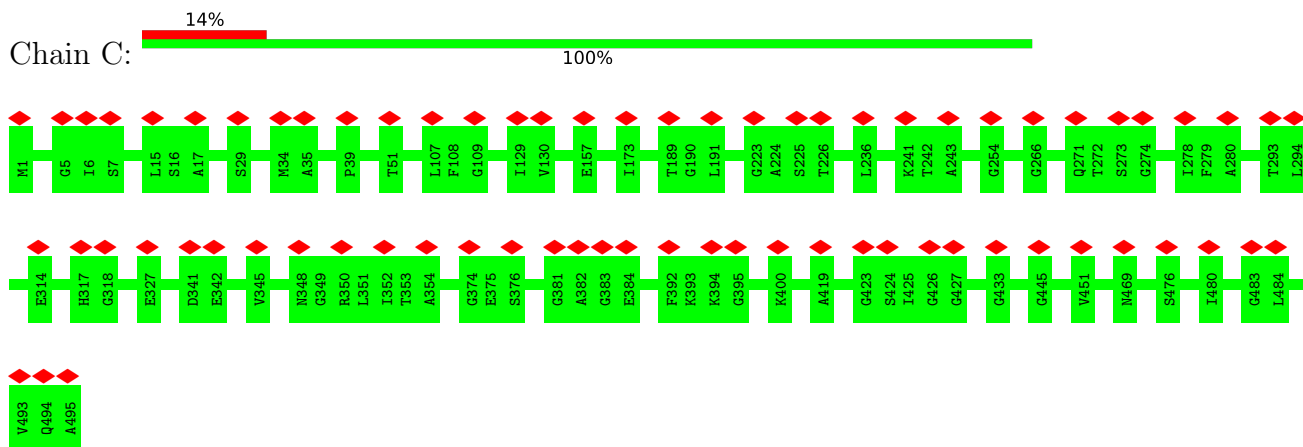 14%
Chain C:
100%
M1 G5 I6 S7 L15 S16 A17 S29 M34 A35 P39 T51 L107 F108 G109 I129 V130 E157 I173 T189 G190 L191 G223 A224 S225 T226 L236 K241 T242 A243 G254 G266 Q271 T272 S273 G274 I278 F279 A280 T293 L294
E314 H317 G318 E327 D341 E342 V345 N348 G349 R350 L351 I352 T353 A354 G374 E375 S376 G381 A382 G383 E384 F392 K393 K394 G395 K400 A419 G423 S424 I425 G426 G427 G433 G445 V451 N469 S476 I480 G483 L484
V493 Q494 A495